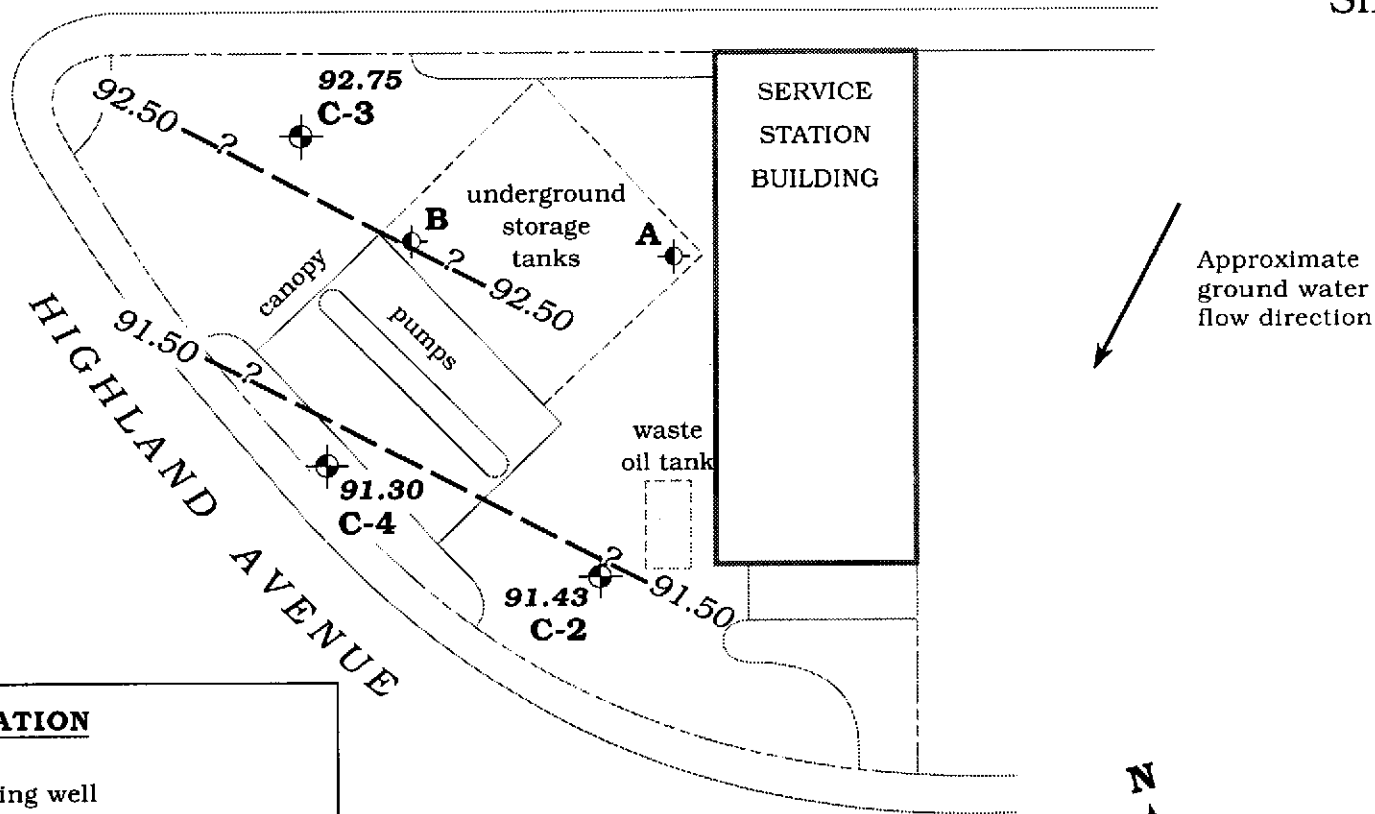 92.75
C-3
92.50
?
SERVICE
STATION
BUILDING
underground
storage
tanks
B
A
?
92.50
canopy
pumps
Approximate
ground water
flow direction
91.50
?
HIGHLAND AVENUE
waste
oil tank
91.30
C-4
?
91.43
C-2
91.50
ing well
N